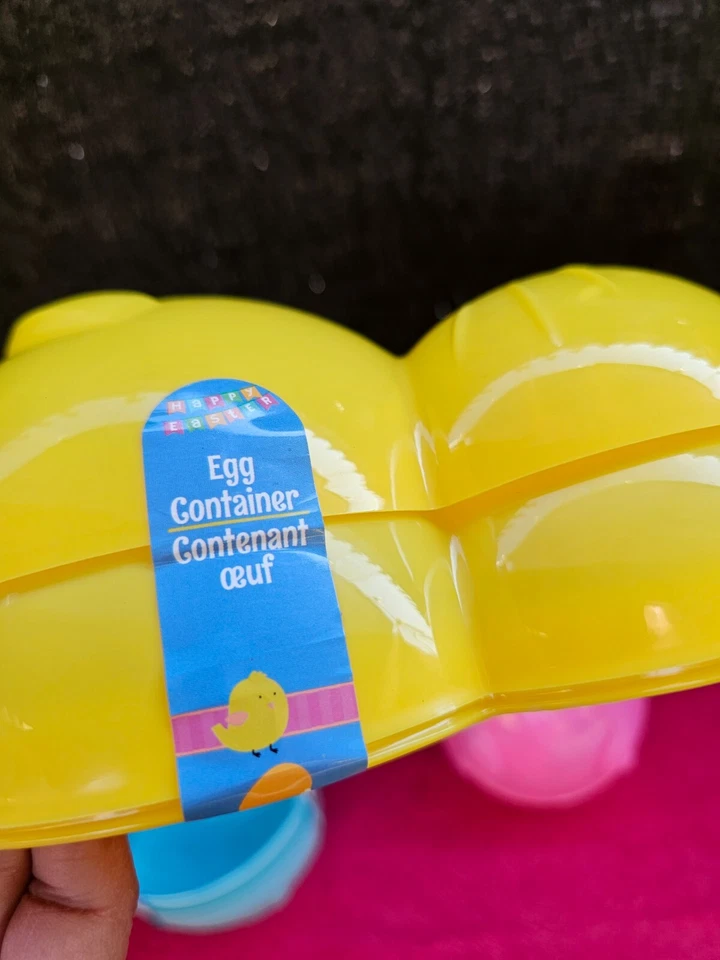 HAPPY
EASTER
Egg
Container
Contenant
œuf